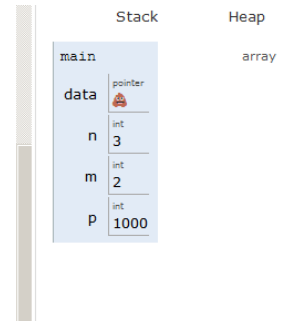 Stack Heap
main array
data pointer
n int
3
m int
2
p int
1000